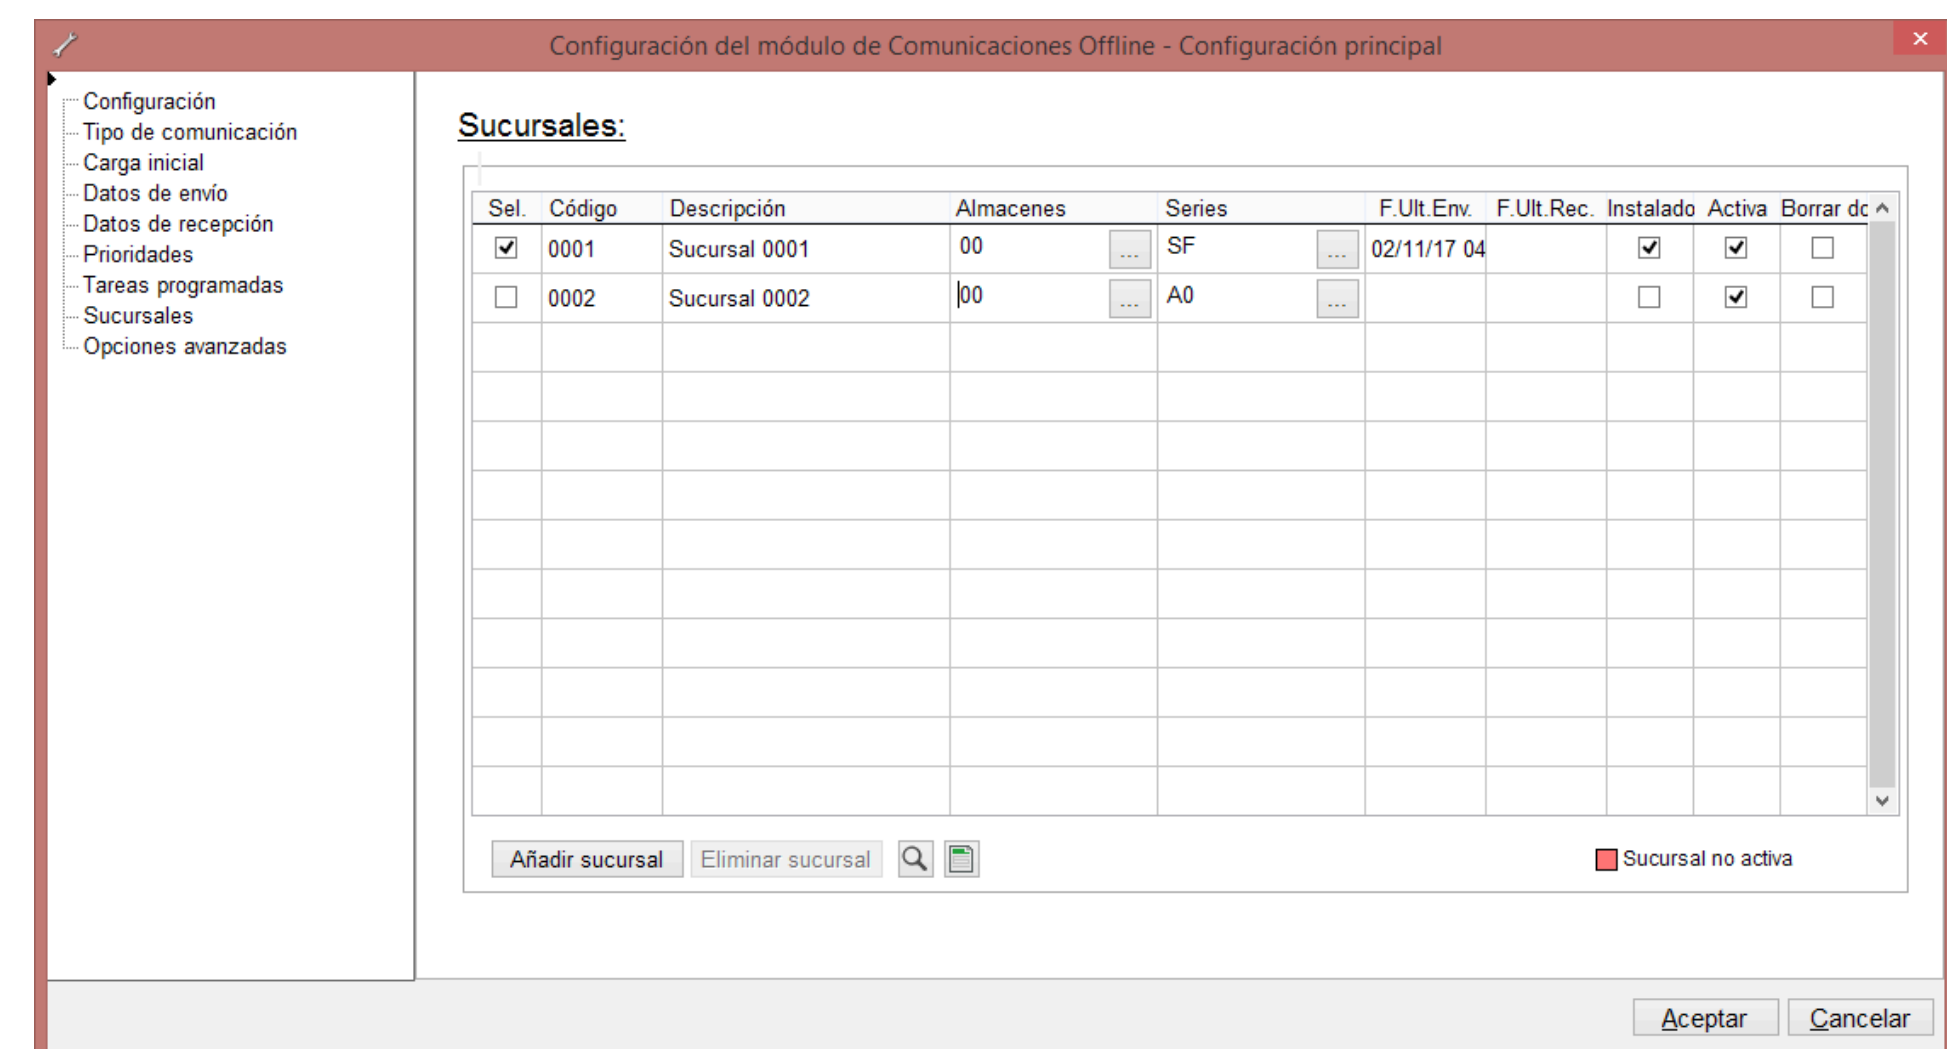 Configuración del módulo de Comunicaciones Offline - Configuración principal
Configuración
Tipo de comunicación
Carga inicial
Datos de envío
Datos de recepción
Prioridades
Tareas programadas
Sucursales
Opciones avanzadas
Sucursales:
Sel. Código Descripción Almacenes Series F.Ult.Env. F.Ult.Rec. Instalado Activa Borrar dc
0001 Sucursal 0001 00 ... SF ... 02/11/17 04
0002 Sucursal 0002 00 ... A0 ...
Añadir sucursal Eliminar sucursal Sucursal no activa
Aceptar Cancelar